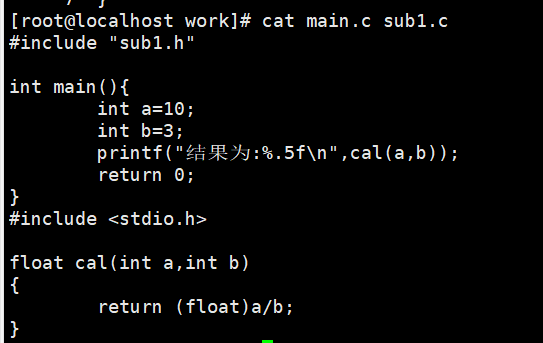 [root@localhost work]# cat main.c sub1.c
#include "sub1.h"
int main(){
        int a=10;
        int b=3;
        printf("结果为:%.5f\n",cal(a,b));
        return 0;
}
#include <stdio.h>
float cal(int a,int b)
{
        return (float)a/b;
}